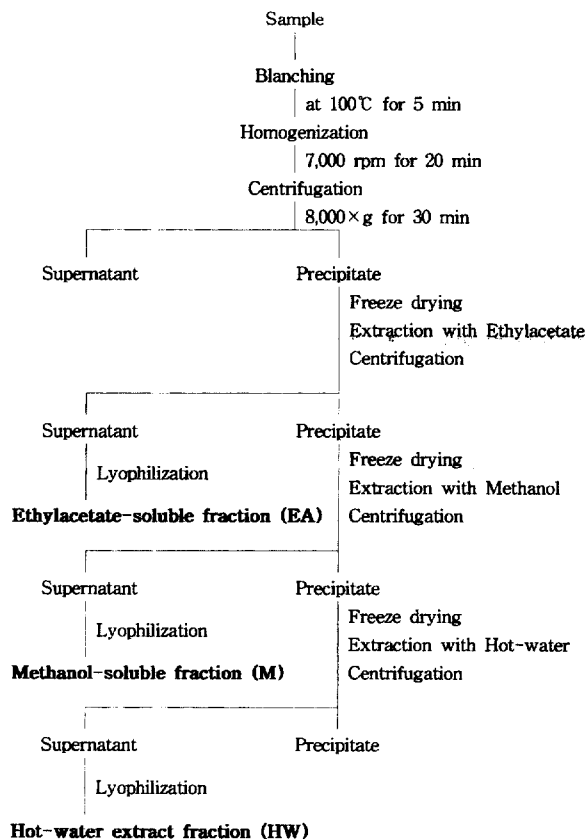 Sample
Blanching
at 100℃ for 5 min
Homogenization
7,000 rpm for 20 min
Centrifugation
8,000×g for 30 min
Supernatant Precipitate
Freeze drying
Extraction with Ethylacetate
Centrifugation
Supernatant Precipitate
Lyophilization
Freeze drying
Extraction with Methanol
Centrifugation
Ethylacetate-soluble fraction (EA)
Supernatant Precipitate
Lyophilization
Freeze drying
Extraction with Hot-water
Centrifugation
Methanol-soluble fraction (M)
Supernatant Precipitate
Lyophilization
Hot-water extract fraction (HW)